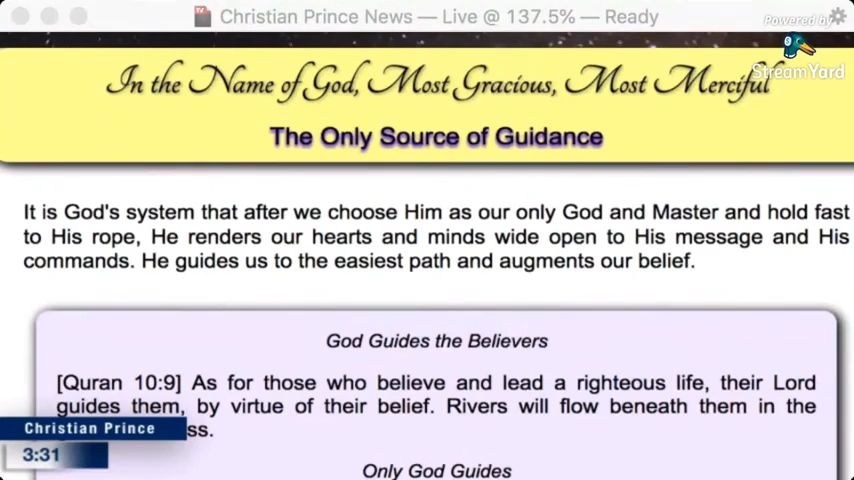 Christian Prince News — Live @ 137.5% — Ready
Powered by
StreamYard
In the Name of God, Most Gracious, Most Merciful
The Only Source of Guidance
It is God's system that after we choose Him as our only God and Master and hold fast
to His rope, He renders our hearts and minds wide open to His message and His
commands. He guides us to the easiest path and augments our belief.
God Guides the Believers
[Quran 10:9] As for those who believe and lead a righteous life, their Lord
guides them, by virtue of their belief. Rivers will flow beneath them in the
ss.
Christian Prince
3:31
Only God Guides